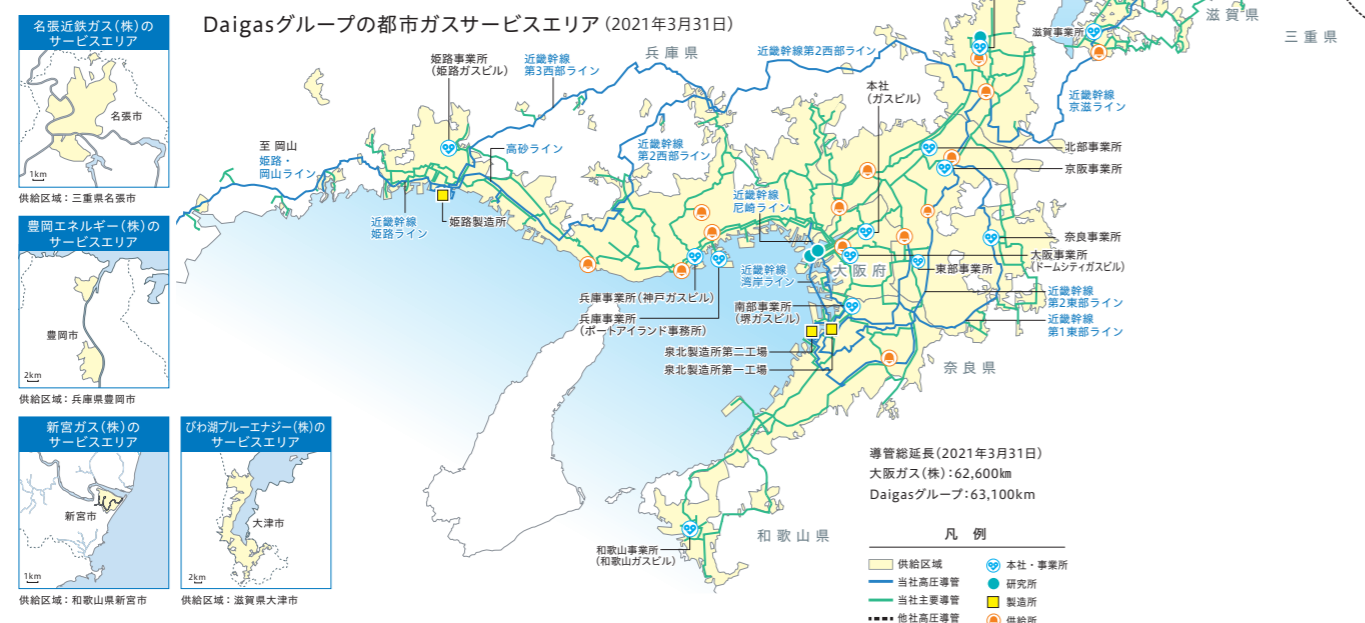 Daigasグループの都市ガスサービスエリア(2021年3月31日)
名張近鉄ガス(株)の
サービスエリア
名張市
1km
供給区域：三重県名張市
豊岡エネルギー(株)の
サービスエリア
豊岡市
2km
供給区域：兵庫県豊岡市
新宮ガス(株)の
サービスエリア
新宮市
1km
供給区域：和歌山県新宮市
びわ湖ブルーエナジー(株)の
サービスエリア
大津市
2km
供給区域：滋賀県大津市
滋賀県
三重県
兵庫県
滋賀事業所
近畿幹線第2西部ライン
姫路事業所
(姫路ガスビル)
近畿幹線
第3西部ライン
本社
(ガスビル)
近畿幹線
京滋ライン
至 岡山
姫路・
岡山ライン
高砂ライン
近畿幹線
第2西部ライン
北部事業所
京阪事業所
近畿幹線
尼崎ライン
近畿幹線
姫路ライン
姫路製造所
奈良事業所
大阪事業所
(ドームシティガスビル)
大阪府
東部事業所
近畿幹線
湾岸ライン
兵庫事業所(神戸ガスビル)
兵庫事業所
(ポートアイランド事務所)
南部事業所
(堺ガスビル)
近畿幹線
第2東部ライン
近畿幹線
第1東部ライン
泉北製造所第二工場
泉北製造所第一工場
奈良県
和歌山県
和歌山事業所
(和歌山ガスビル)
導管総延長(2021年3月31日)
大阪ガス(株)：62,600km
Daigasグループ：63,100km
凡 例
供給区域
当社高圧導管
当社主要導管
他社高圧導管
本社・事業所
研究所
製造所
供給所